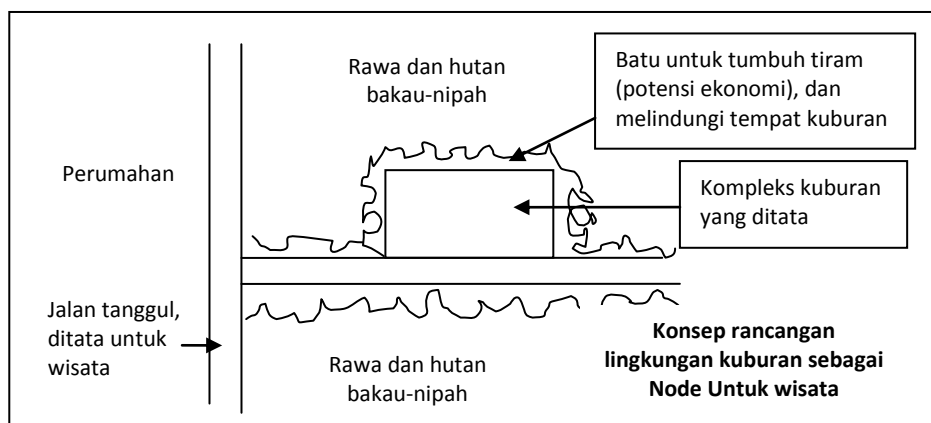 Rawa dan hutan
bakau-nipah
Batu untuk tumbuh tiram
(potensi ekonomi), dan
melindungi tempat kuburan
Perumahan
Kompleks kuburan
yang ditata
Jalan tanggul,
ditata untuk
wisata
Rawa dan hutan
bakau-nipah
Konsep rancangan
lingkungan kuburan sebagai
Node Untuk wisata